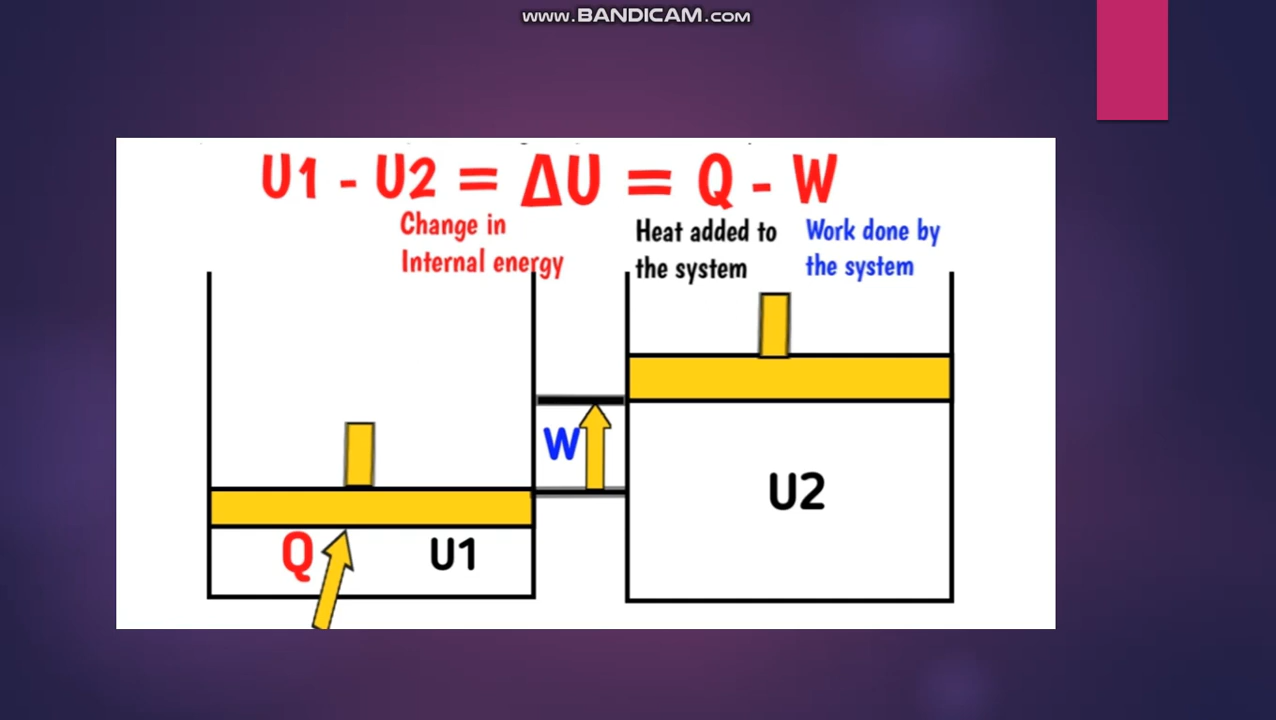 www.BANDICAM.com
U1 - U2 = ΔU = Q - W
Change in
Internal energy
Heat added to
the system
Work done by
the system
W
U2
Q
U1